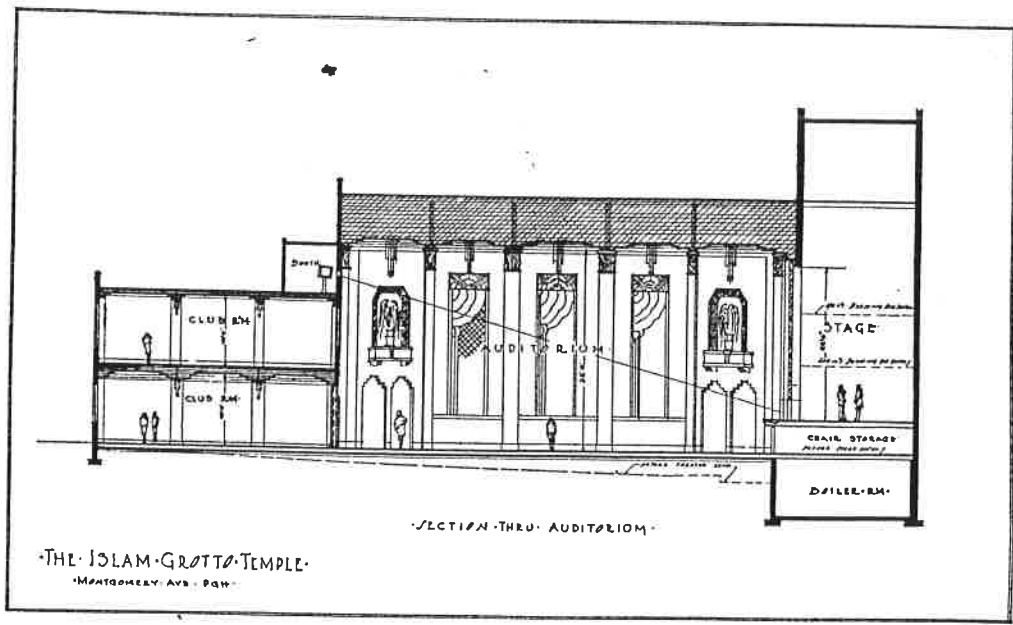 BOOTH
CLUB RM
CLUB RM
AUDITORIUM
STAGE
CHAIR STORAGE
BOILER·RM·
·SECTION·THRU·AUDITORIUM·
·THE·ISLAM·GROTTO·TEMPLE·
·MONTGOMERY·AVE·PGH·